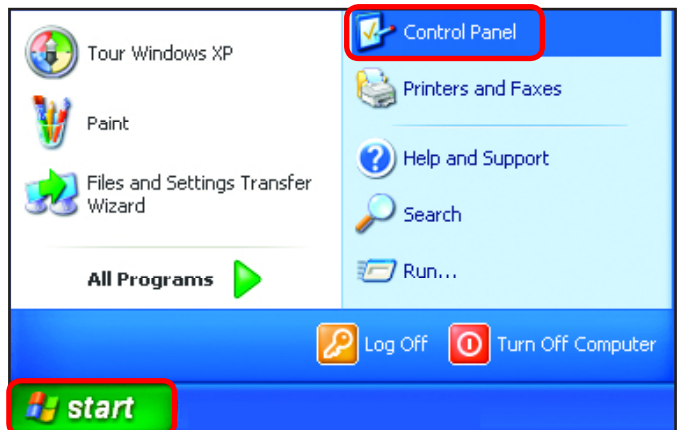 Tour Windows XP
Paint
Files and Settings Transfer
Wizard
All Programs
Control Panel
Printers and Faxes
Help and Support
Search
Run...
Log Off
Turn Off Computer
start